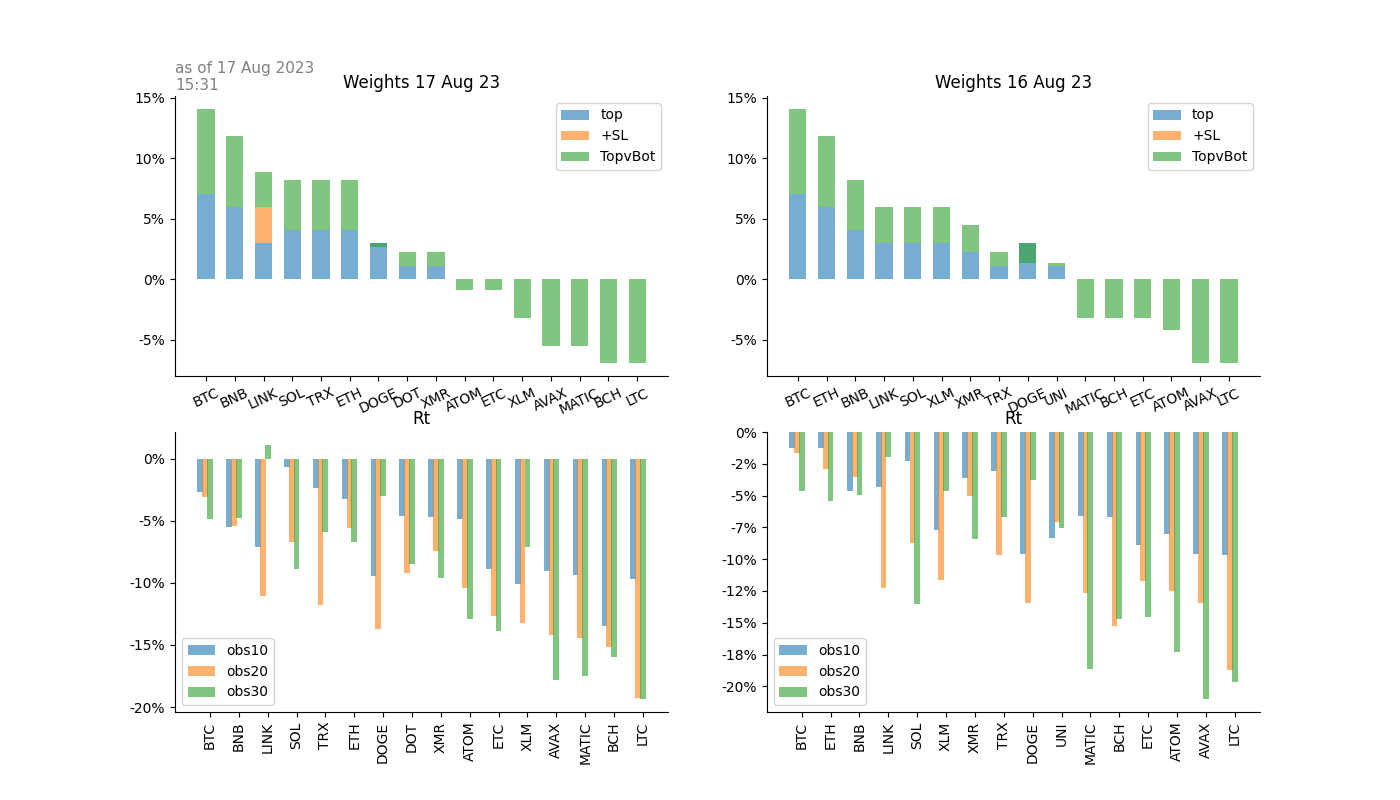 as of 17 Aug 2023
15:31
Weights 17 Aug 23
15%
10%
5%
0%
-5%
top
+SL
TopvBot
BTC BNB LINK SOL TRX ETH DOGE DOT XMR ATOM ETC XLM AVAX MATIC BCH LTC
Weights 16 Aug 23
15%
10%
5%
0%
-5%
top
+SL
TopvBot
BTC ETH BNB LINK SOL XLM XMR TRX DOGE UNI MATIC BCH ETC ATOM AVAX LTC
Rt
0%
-5%
-10%
-15%
-20%
obs10
obs20
obs30
BTC BNB LINK SOL TRX ETH DOGE DOT XMR ATOM ETC XLM AVAX MATIC BCH LTC
Rt
0%
-2%
-5%
-7%
-10%
-12%
-15%
-18%
-20%
obs10
obs20
obs30
BTC ETH BNB LINK SOL XLM XMR TRX DOGE UNI MATIC BCH ETC ATOM AVAX LTC